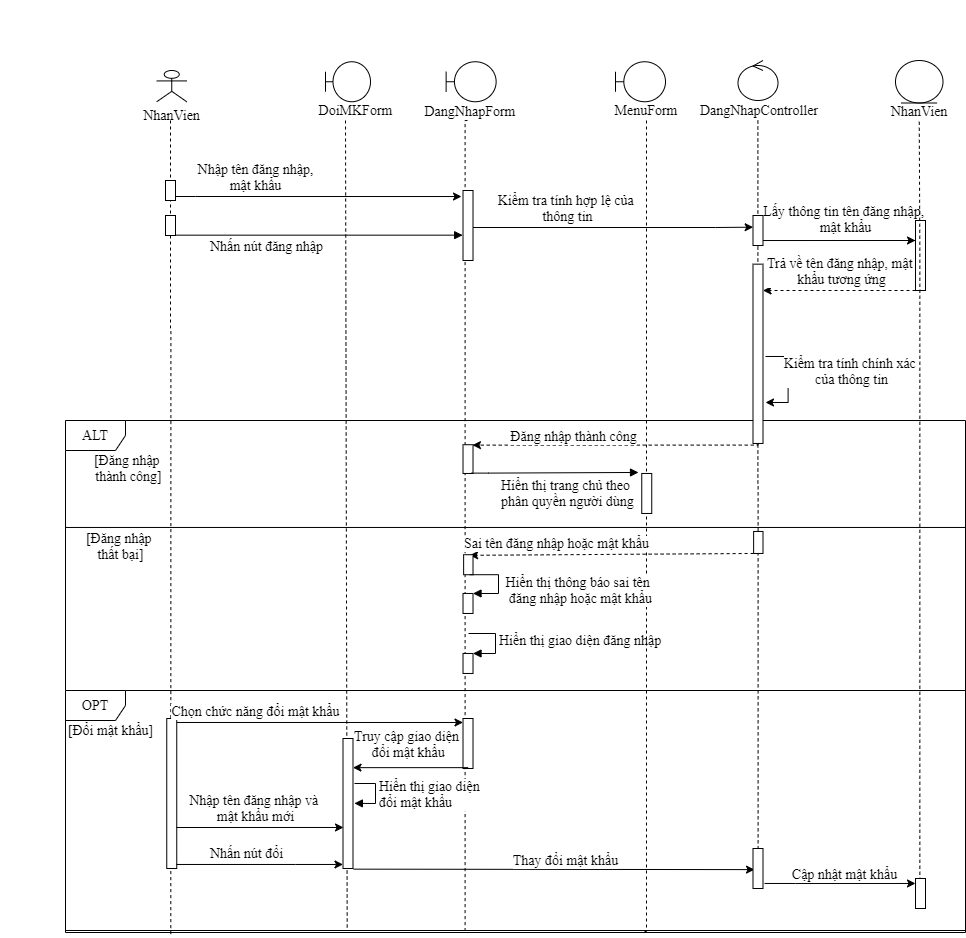 NhanVien
DoiMKForm
DangNhapForm
MenuForm
DangNhapController
NhanVien
Nhập tên đăng nhập,
mật khẩu
Kiểm tra tính hợp lệ của
thông tin
Lấy thông tin tên đăng nhập,
mật khẩu
Nhấn nút đăng nhập
Trả về tên đăng nhập, mật
khẩu tương ứng
Kiểm tra tính chính xác
của thông tin
ALT
[Đăng nhập
thành công]
Đăng nhập thành công
Hiển thị trang chủ theo
phân quyền người dùng
[Đăng nhập
thất bại]
Sai tên đăng nhập hoặc mật khẩu
Hiển thị thông báo sai tên
đăng nhập hoặc mật khẩu
Hiển thị giao diện đăng nhập
OPT
[Đổi mật khẩu]
Chọn chức năng đổi mật khẩu
Truy cập giao diện
đổi mật khẩu
Hiển thị giao diện
đổi mật khẩu
Nhập tên đăng nhập và
mật khẩu mới
Nhấn nút đổi
Thay đổi mật khẩu
Cập nhật mật khẩu